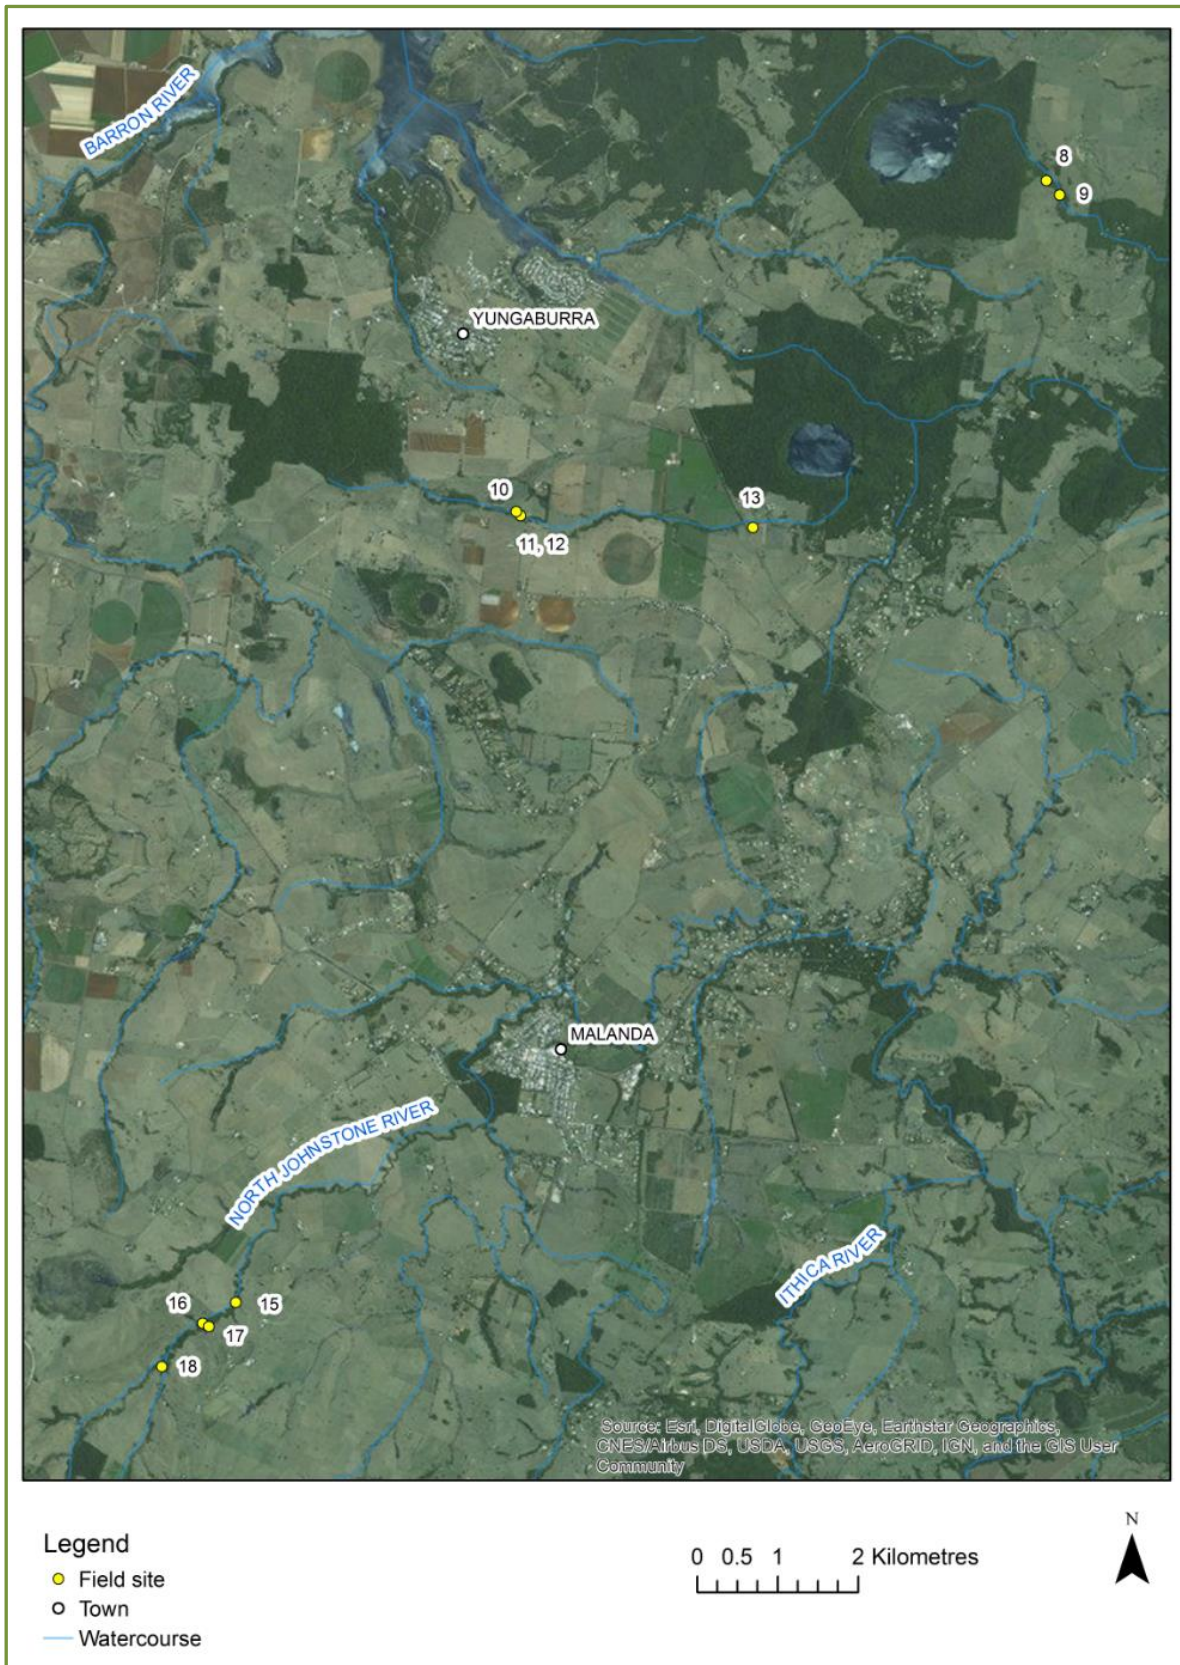 BARRON RIVER
8
9
YUNGABURRA
10
13
11, 12
MALANDA
NORTH JOHNSTONE RIVER
ITHICA RIVER
16
15
17
18
Source: Esri, DigitalGlobe, GeoEye, Earthstar Geographics,
CNES/Airbus DS, USDA, USGS, AeroGRID, IGN, and the GIS User
Community
N
Legend
Field site
Town
Watercourse
0 0.5 1 2 Kilometres